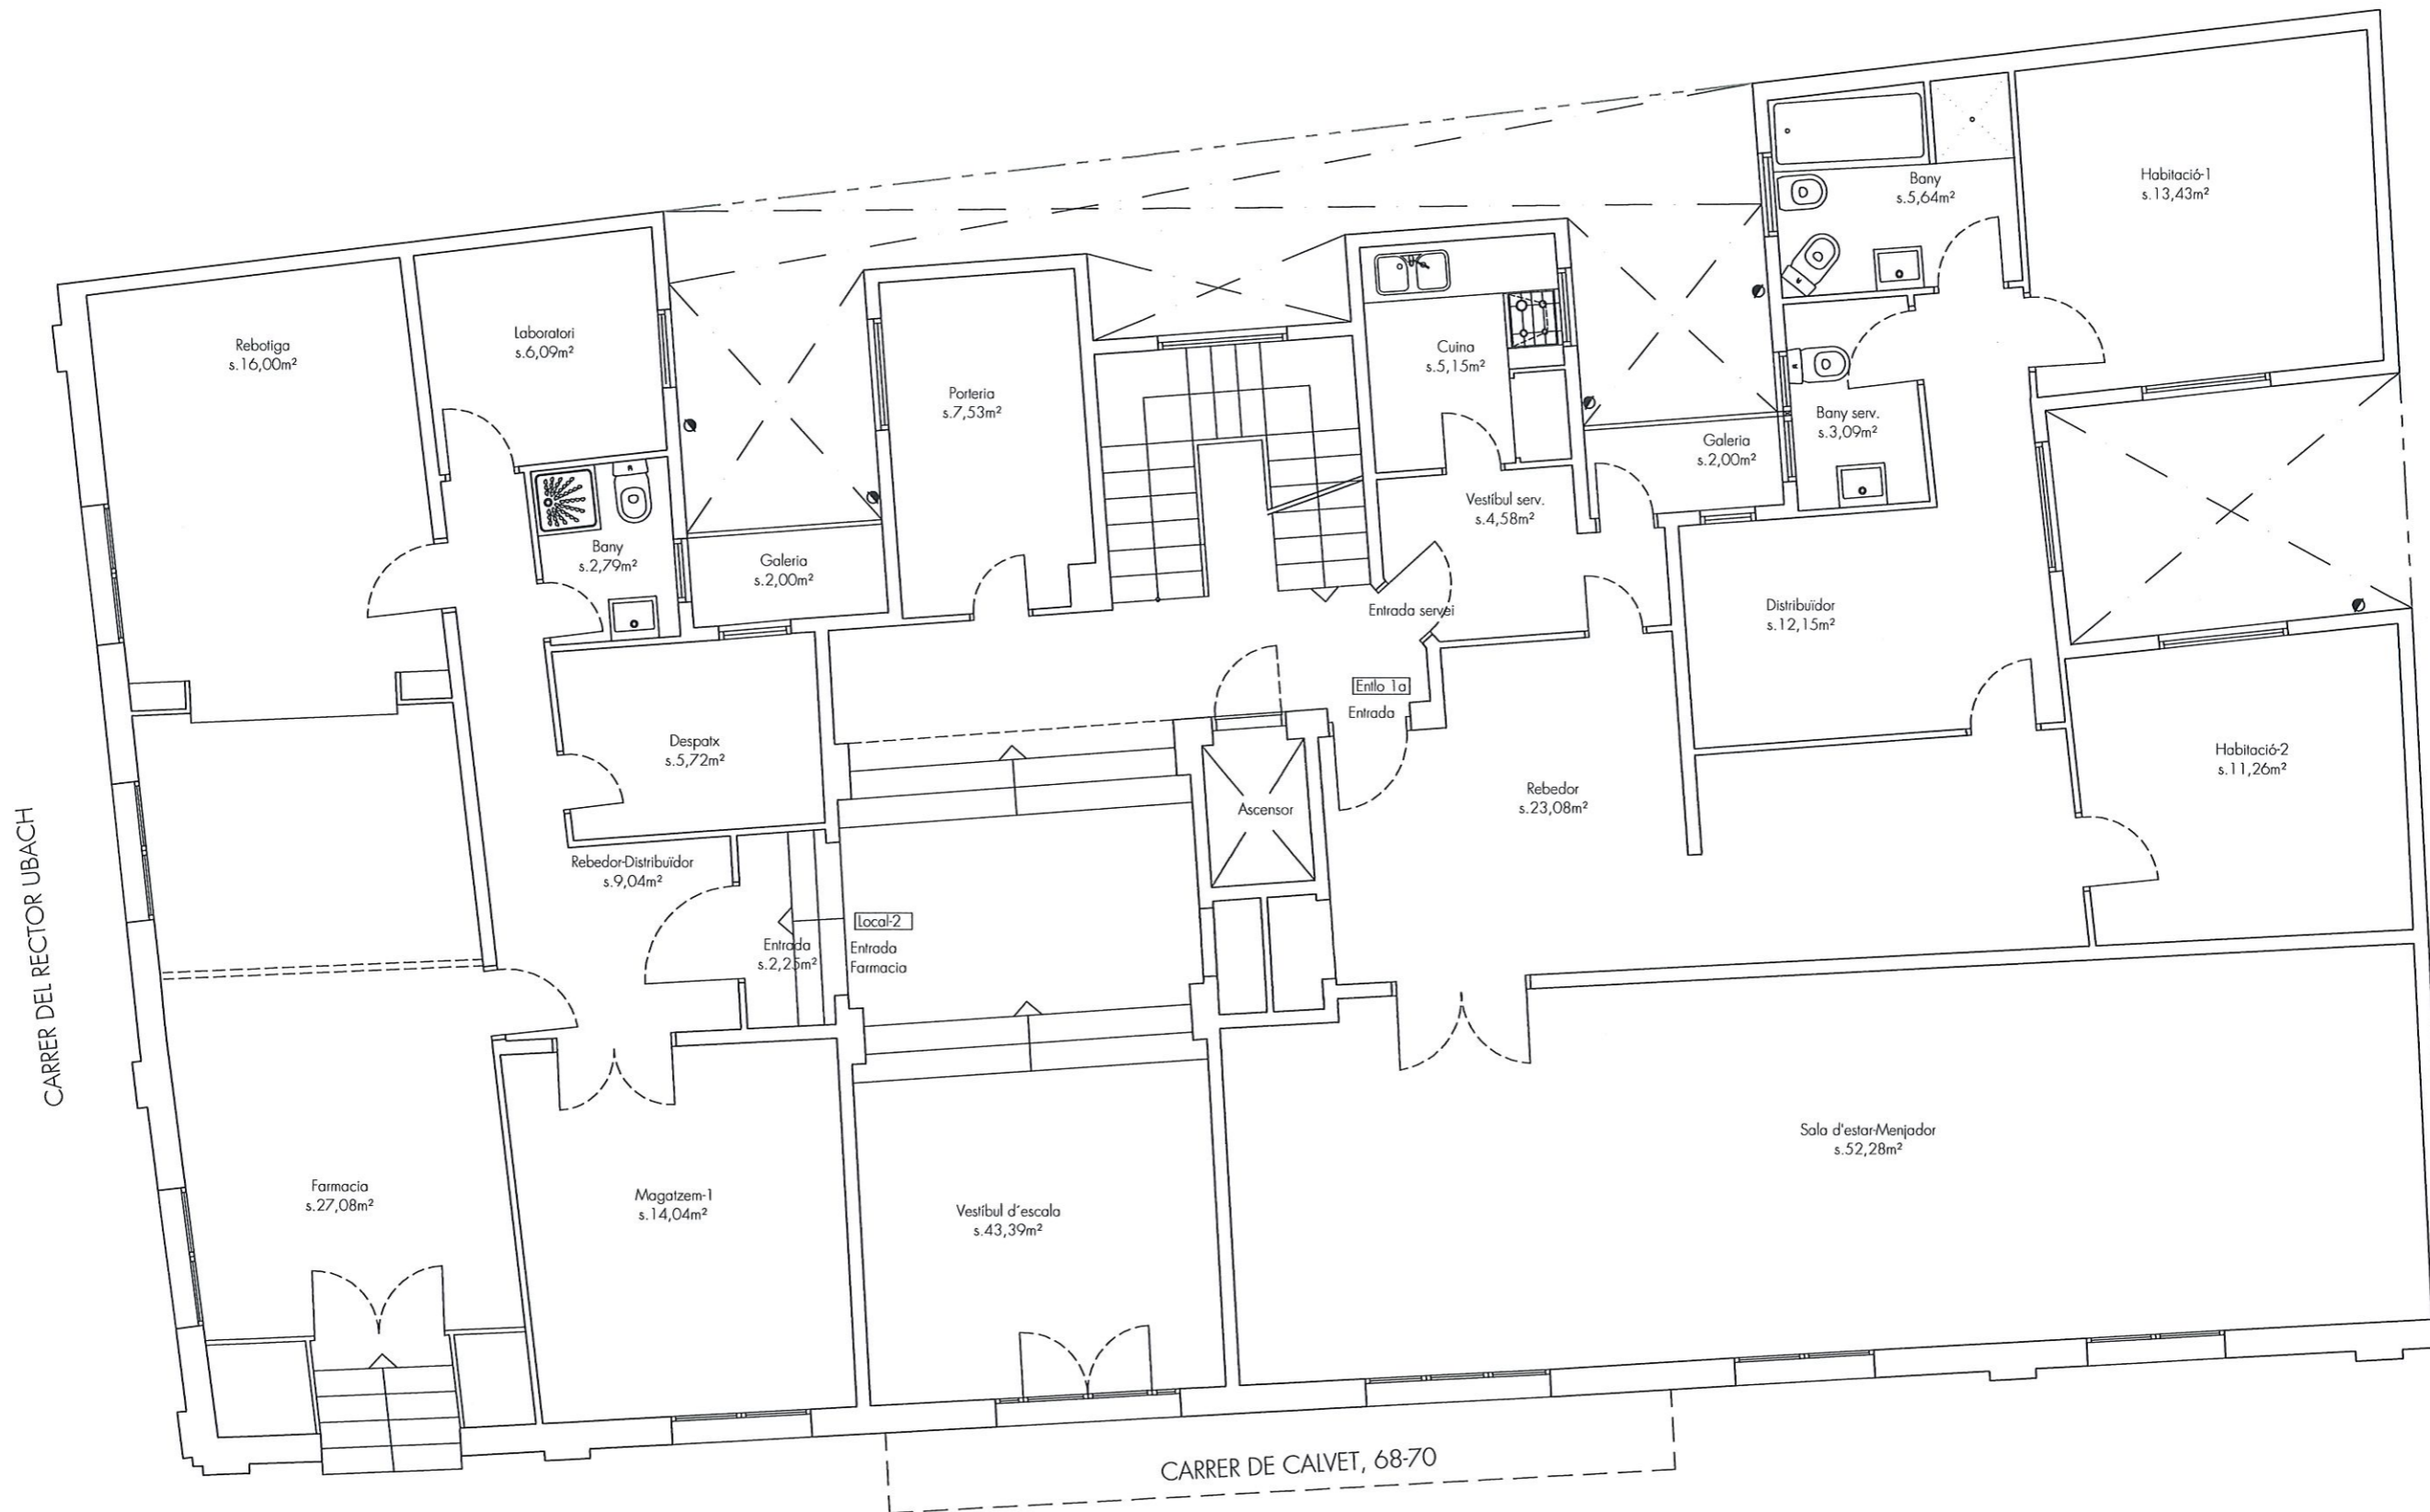 Habitació-1
s.13,43m²
Bany
s.5,64m²
Rebotiga
s.16,00m²
Laboratori
s.6,09m²
Porteria
s.7,53m²
Cuina
s.5,15m²
Bany serv.
s.3,09m²
Galeria
s.2,00m²
Vestíbul serv.
s.4,58m²
Bany
s.2,79m²
Galeria
s.2,00m²
Entrada servei
Distribuïdor
s.12,15m²
Entlo 1a
Entrada
Despatx
s.5,72m²
Habitació-2
s.11,26m²
Ascensor
Rebedor
s.23,08m²
Rebedor-Distribuïdor
s.9,04m²
Local-2
Entrada
s.2,25m²
Entrada
Farmacia
CARRER DEL RECTOR UBACH
Sala d'estar-Menjador
s.52,28m²
Farmacia
s.27,08m²
Magatzem-1
s.14,04m²
Vestíbul d´escala
s.43,39m²
CARRER DE CALVET, 68-70